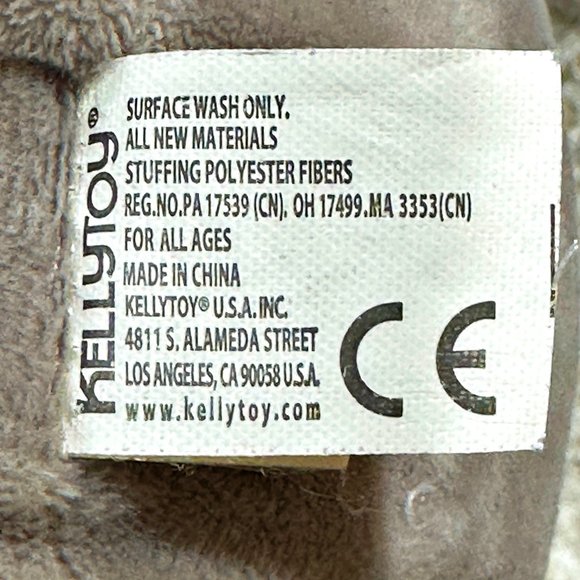 KELLYTOY®
SURFACE WASH ONLY.
ALL NEW MATERIALS
STUFFING POLYESTER FIBERS
REG.NO.PA 17539 (CN). OH 17499.MA 3353(CN)
FOR ALL AGES
MADE IN CHINA
KELLYTOY® U.S.A. INC.
4811 S. ALAMEDA STREET
LOS ANGELES, CA 90058 U.S.A.
www.kellytoy.com
CE